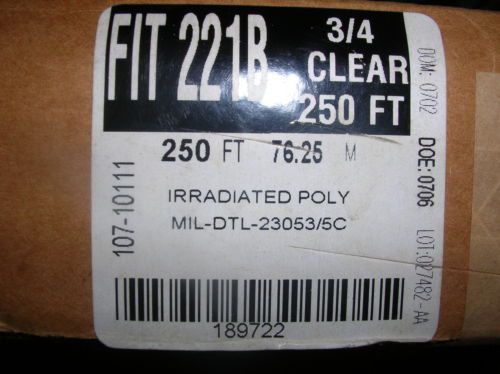 FIT 221B
3/4
CLEAR
250 FT
250 FT 76.25 M
IRRADIATED POLY
MIL-DTL-23053/5C
189722
107-10111
DOM: 0702
DOE: 0706
LOT:027482-AA